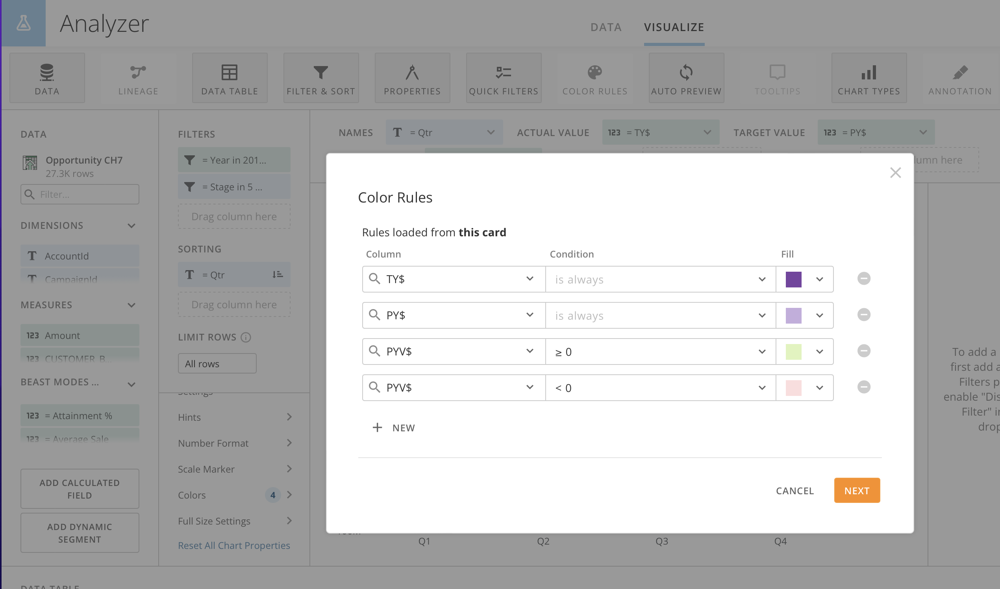 Analyzer
DATA
VISUALIZE
DATA
LINEAGE
DATA TABLE
FILTER & SORT
PROPERTIES
QUICK FILTERS
COLOR RULES
AUTO PREVIEW
TOOLTIPS
CHART TYPES
ANNOTATION
DATA
Opportunity CH7
27.3K rows
Filter...
DIMENSIONS
T AccountId
T CampaignId
MEASURES
123 Amount
123 CUSTOMER_B...
BEAST MODES ...
123 = Attainment %
123 = Average Sale
ADD CALCULATED
FIELD
ADD DYNAMIC
SEGMENT
FILTERS
= Year in 201...
= Stage in 5 ...
Drag column here
SORTING
T = Qtr
Drag column here
LIMIT ROWS
All rows
Settings
Hints
Number Format
Scale Marker
Colors 4
Full Size Settings
Reset All Chart Properties
NAMES T = Qtr ACTUAL VALUE 123 = TY$ TARGET VALUE 123 = PY$
lumn here
Color Rules
Rules loaded from this card
Column Condition Fill
TY$ is always
PY$ is always
PYV$ ≥ 0
PYV$ < 0
+ NEW
CANCEL NEXT
Q1 Q2 Q3 Q4
To add a
first add a
Filters p
enable "Dis
Filter" i
drop
DATA TABLE